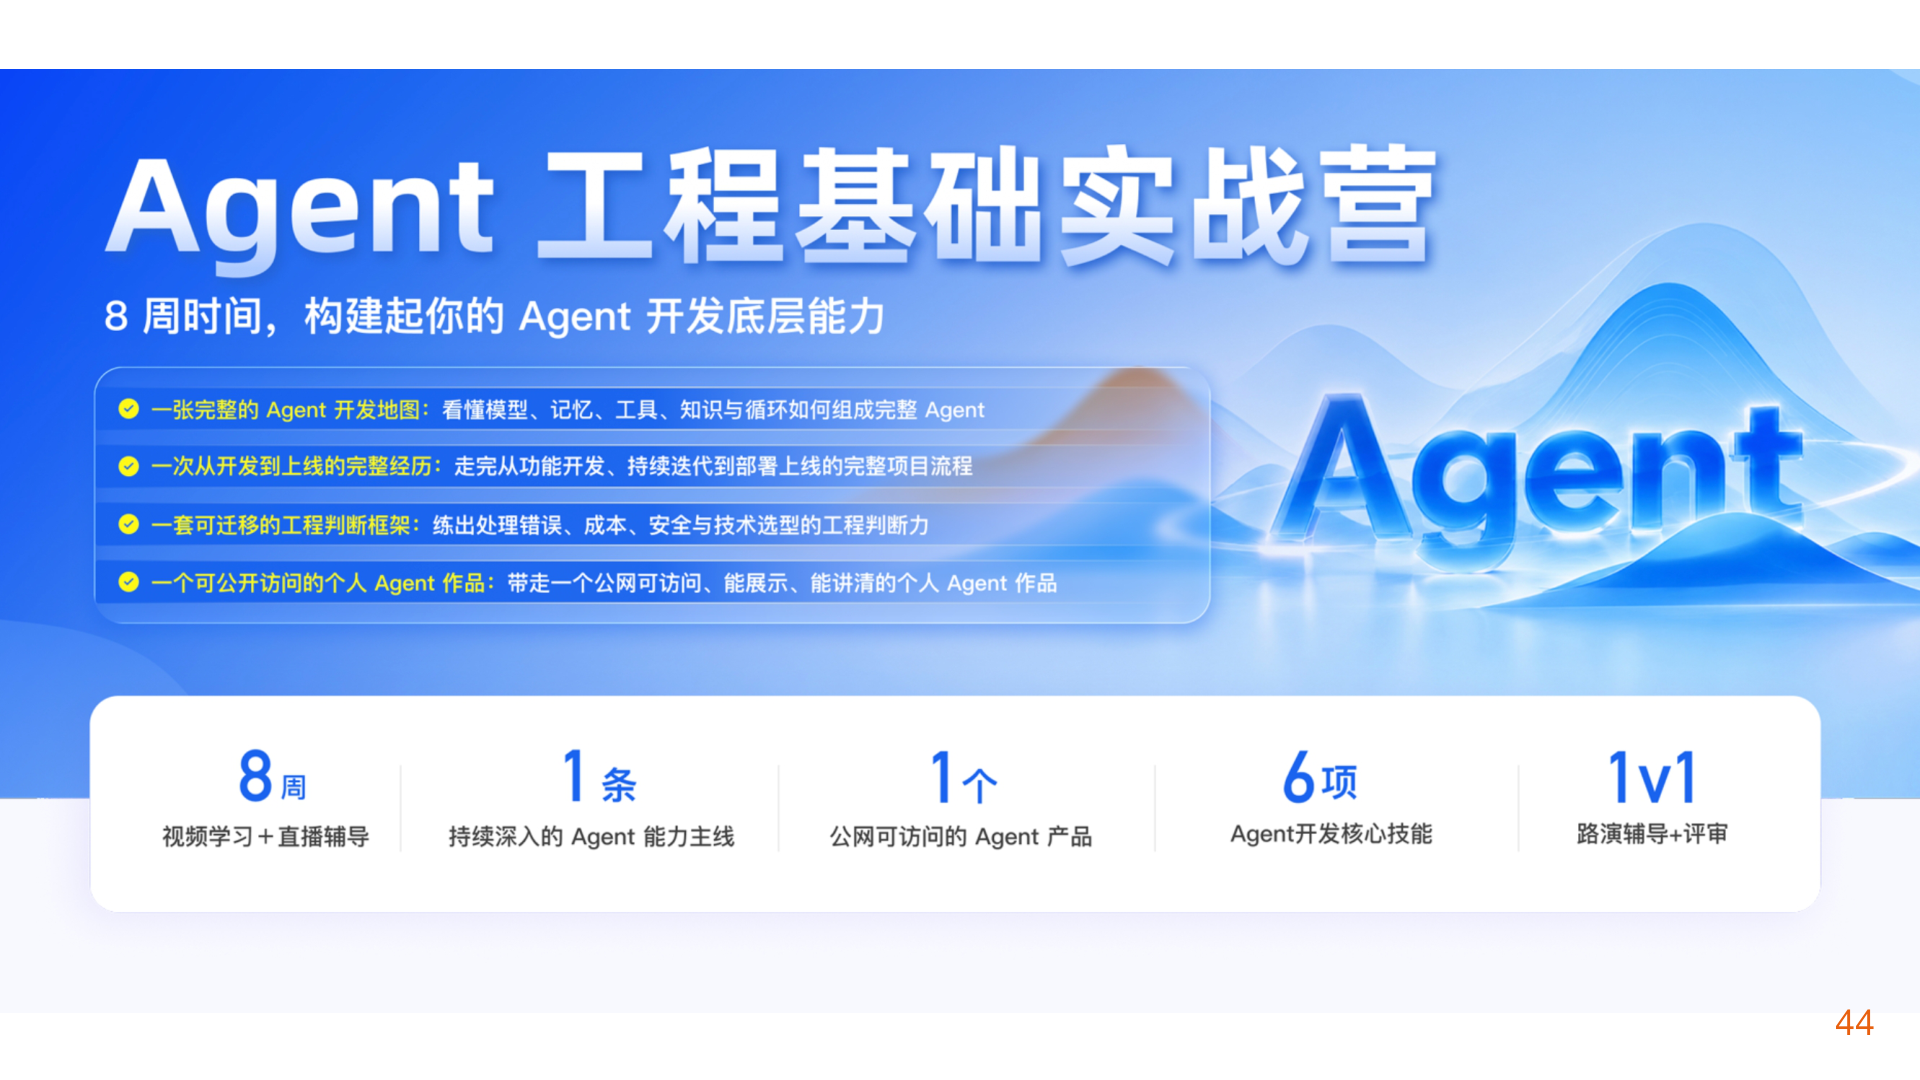 Agent 工程基础实战营
8 周时间，构建起你的 Agent 开发底层能力
一张完整的 Agent 开发地图：看懂模型、记忆、工具、知识与循环如何组成完整 Agent
一次从开发到上线的完整经历：走完从功能开发、持续迭代到部署上线的完整项目流程
一套可迁移的工程判断框架：练出处理错误、成本、安全与技术选型的工程判断力
一个可公开访问的个人 Agent 作品：带走一个公网可访问、能展示、能讲清的个人 Agent 作品
Agent
8 周
视频学习＋直播辅导
1 条
持续深入的 Agent 能力主线
1 个
公网可访问的 Agent 产品
6 项
Agent开发核心技能
1v1
路演辅导+评审
44